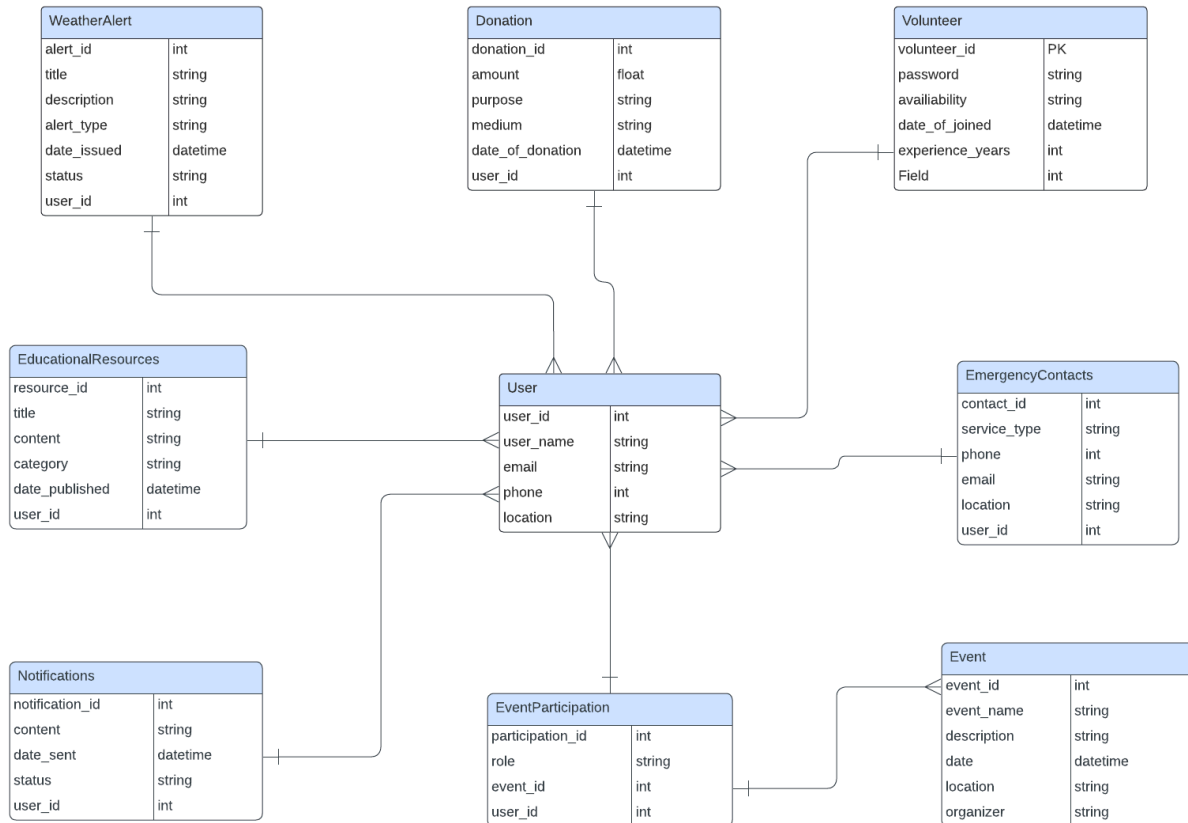 WeatherAlert
alert_id int
title string
description string
alert_type string
date_issued datetime
status string
user_id int
Donation
donation_id int
amount float
purpose string
medium string
date_of_donation datetime
user_id int
Volunteer
volunteer_id PK
password string
availiability string
date_of_joined datetime
experience_years int
Field int
EducationalResources
resource_id int
title string
content string
category string
date_published datetime
user_id int
User
user_id int
user_name string
email string
phone int
location string
EmergencyContacts
contact_id int
service_type string
phone int
email string
location string
user_id int
Notifications
notification_id int
content string
date_sent datetime
status string
user_id int
EventParticipation
participation_id int
role string
event_id int
user_id int
Event
event_id int
event_name string
description string
date datetime
location string
organizer string